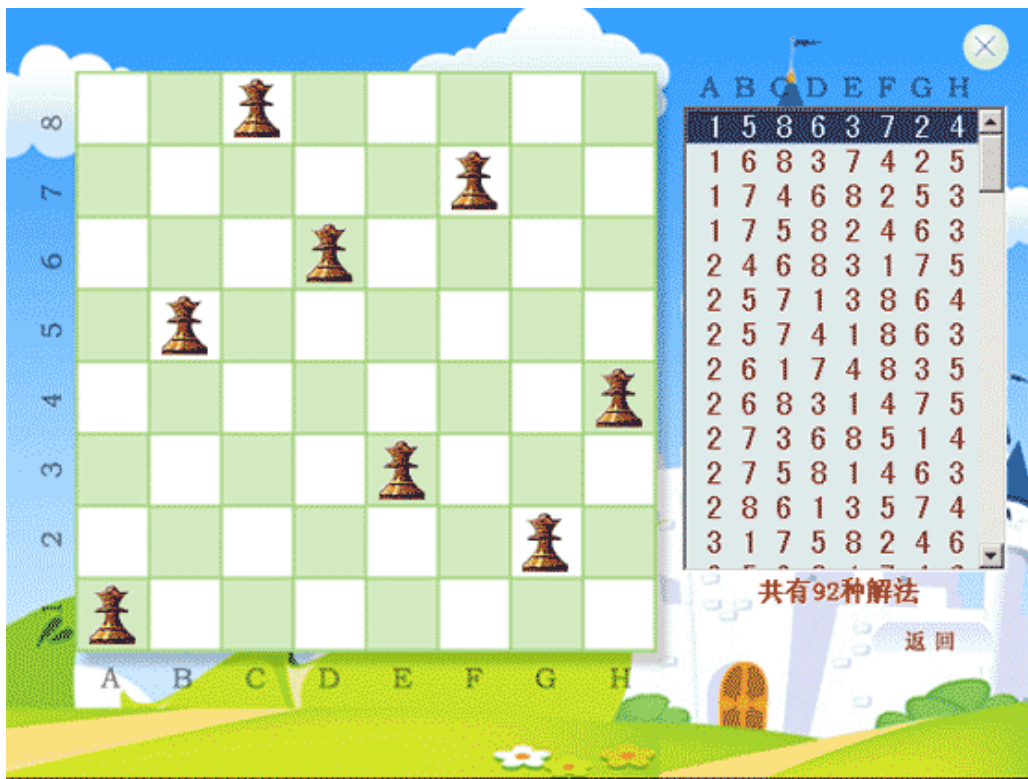 A B C D E F G H
1 5 8 6 3 7 2 4
1 6 8 3 7 4 2 5
1 7 4 6 8 2 5 3
1 7 5 8 2 4 6 3
2 4 6 8 3 1 7 5
2 5 7 1 3 8 6 4
2 5 7 4 1 8 6 3
2 6 1 7 4 8 3 5
2 6 8 3 1 4 7 5
2 7 3 6 8 5 1 4
2 7 5 8 1 4 6 3
2 8 6 1 3 5 7 4
3 1 7 5 8 2 4 6
共有92种解法
返回
8
7
6
5
4
3
2
A B C D E F G H